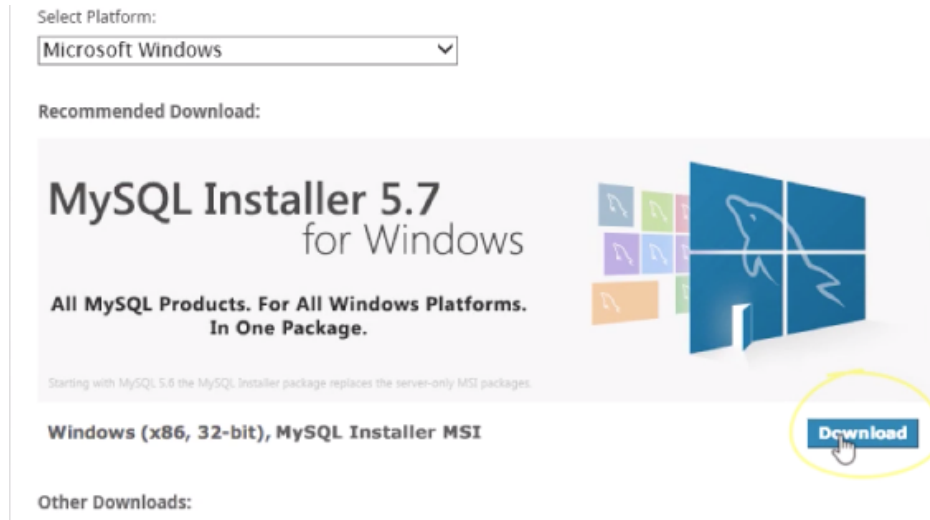 Select Platform:
Microsoft Windows
Recommended Download:
MySQL Installer 5.7
for Windows
All MySQL Products. For All Windows Platforms.
In One Package.
Starting with MySQL 5.6 the MySQL Installer package replaces the server-only MSI packages.
Windows (x86, 32-bit), MySQL Installer MSI
Download
Other Downloads: